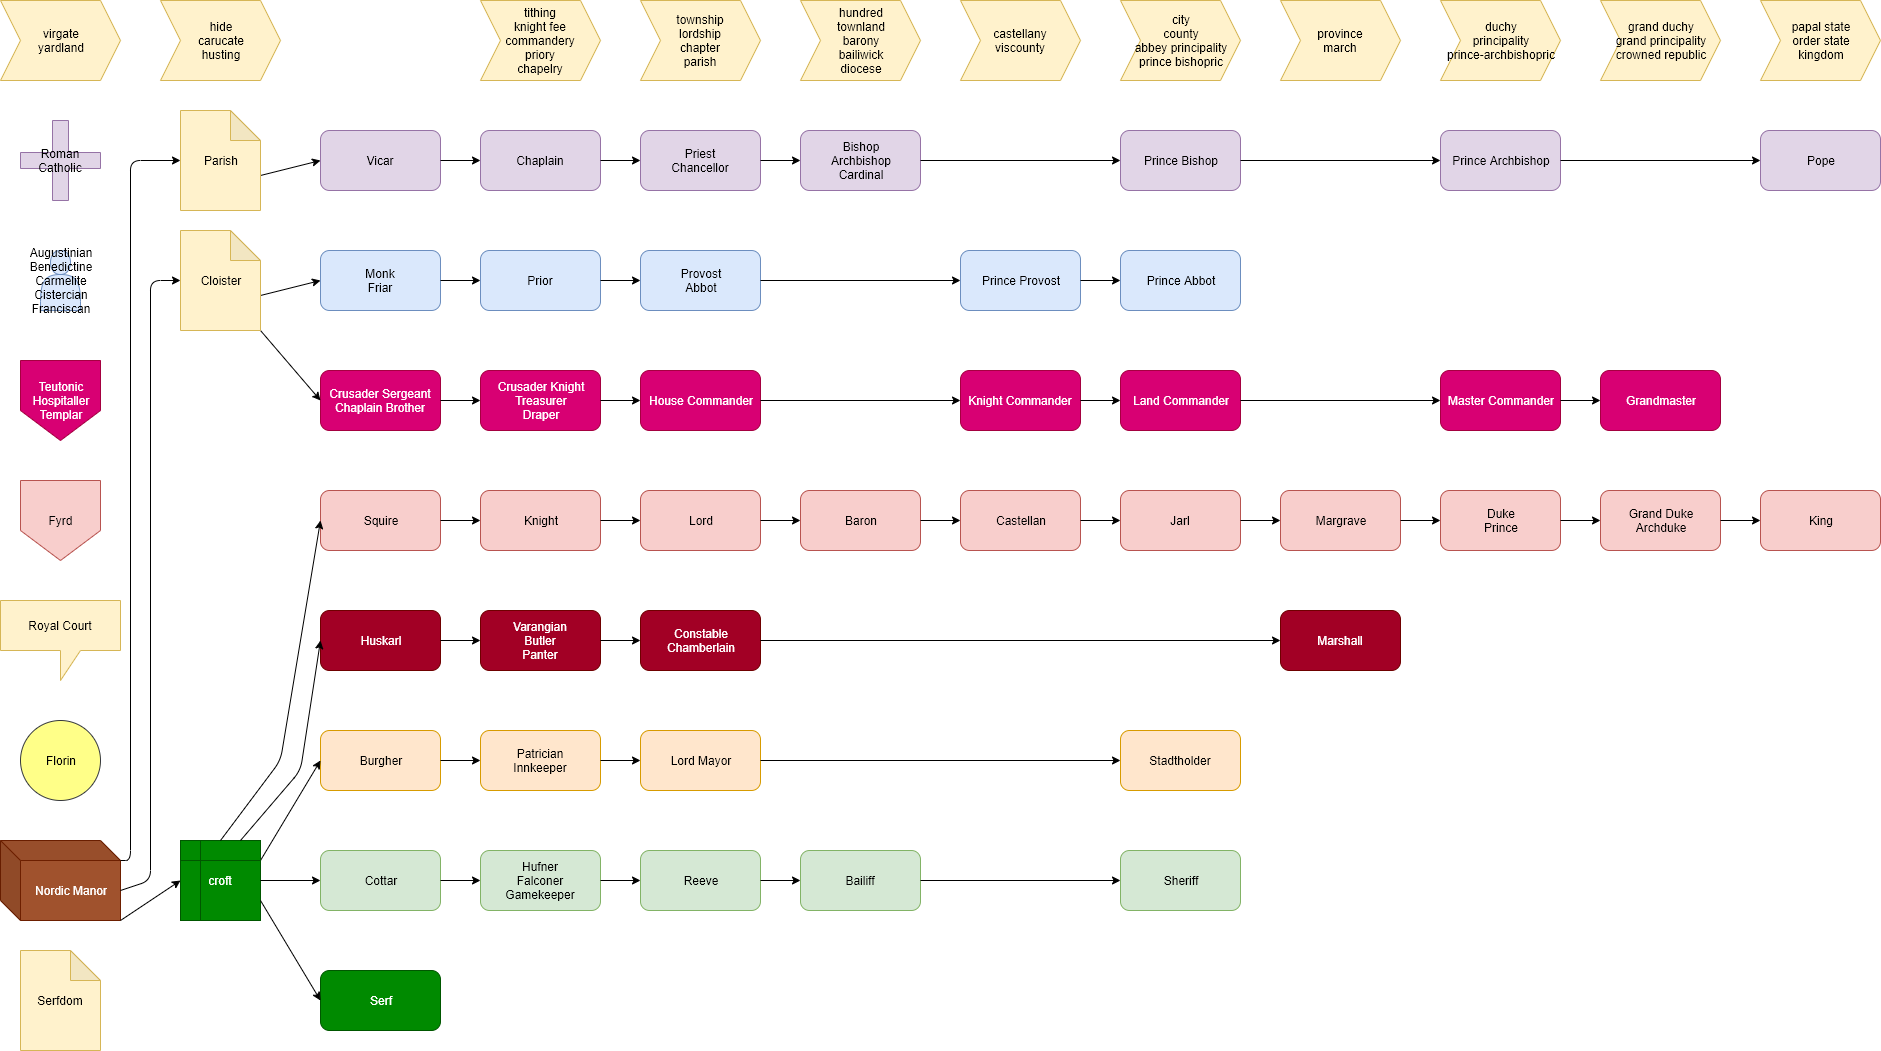 virgate
yardland
hide
carucate
husting
tithing
knight fee
commandery
priory
chapelry
township
lordship
chapter
parish
hundred
townland
barony
bailiwick
diocese
castellany
viscounty
city
county
abbey principality
prince bishopric
province
march
duchy
principality
prince-archbishopric
grand duchy
grand principality
crowned republic
papal state
order state
kingdom
Roman
Catholic
Parish
Vicar
Chaplain
Priest
Chancellor
Bishop
Archbishop
Cardinal
Prince Bishop
Prince Archbishop
Pope
Augustinian
Benedictine
Carmelite
Cistercian
Franciscan
Cloister
Monk
Friar
Prior
Provost
Abbot
Prince Provost
Prince Abbot
Teutonic
Hospitaller
Templar
Crusader Sergeant
Chaplain Brother
Crusader Knight
Treasurer
Draper
House Commander
Knight Commander
Land Commander
Master Commander
Grandmaster
Fyrd
Squire
Knight
Lord
Baron
Castellan
Jarl
Margrave
Duke
Prince
Grand Duke
Archduke
King
Royal Court
Huskarl
Varangian
Butler
Panter
Constable
Chamberlain
Marshall
Florin
Burgher
Patrician
Innkeeper
Lord Mayor
Stadtholder
Nordic Manor
croft
Cottar
Hufner
Falconer
Gamekeeper
Reeve
Bailiff
Sheriff
Serfdom
Serf